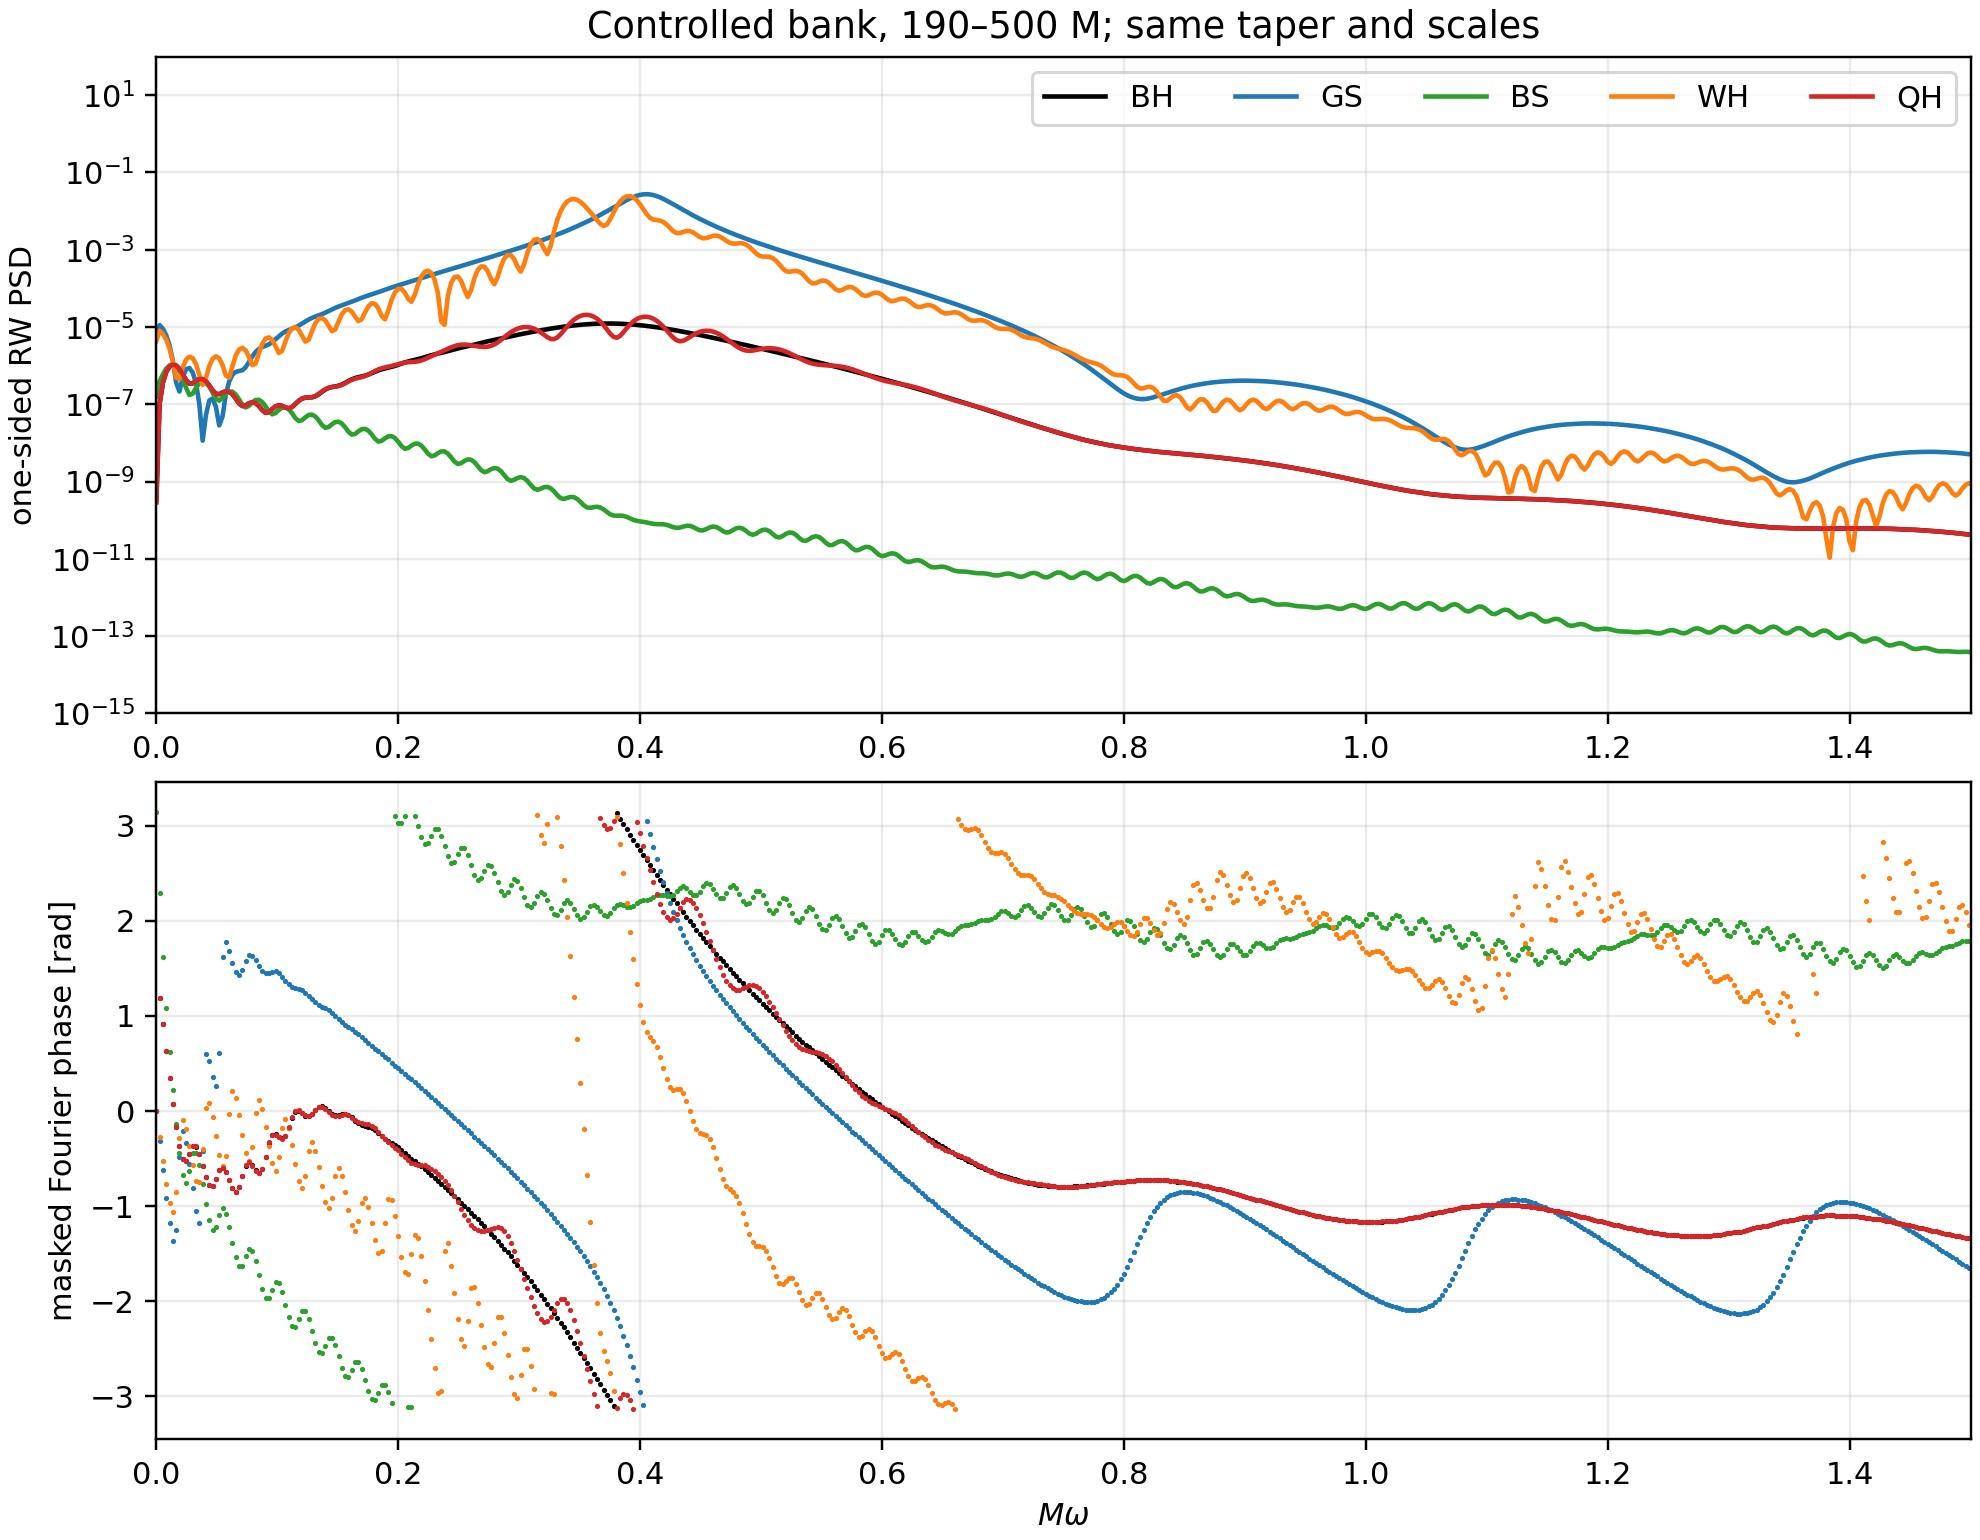 Controlled bank, 190–500 M; same taper and scales
BH GS BS WH QH
one-sided RW PSD
10¹
10⁻¹
10⁻³
10⁻⁵
10⁻⁷
10⁻⁹
10⁻¹¹
10⁻¹³
10⁻¹⁵
0.0 0.2 0.4 0.6 0.8 1.0 1.2 1.4
masked Fourier phase [rad]
3
2
1
0
−1
−2
−3
0.0 0.2 0.4 0.6 0.8 1.0 1.2 1.4
Mω